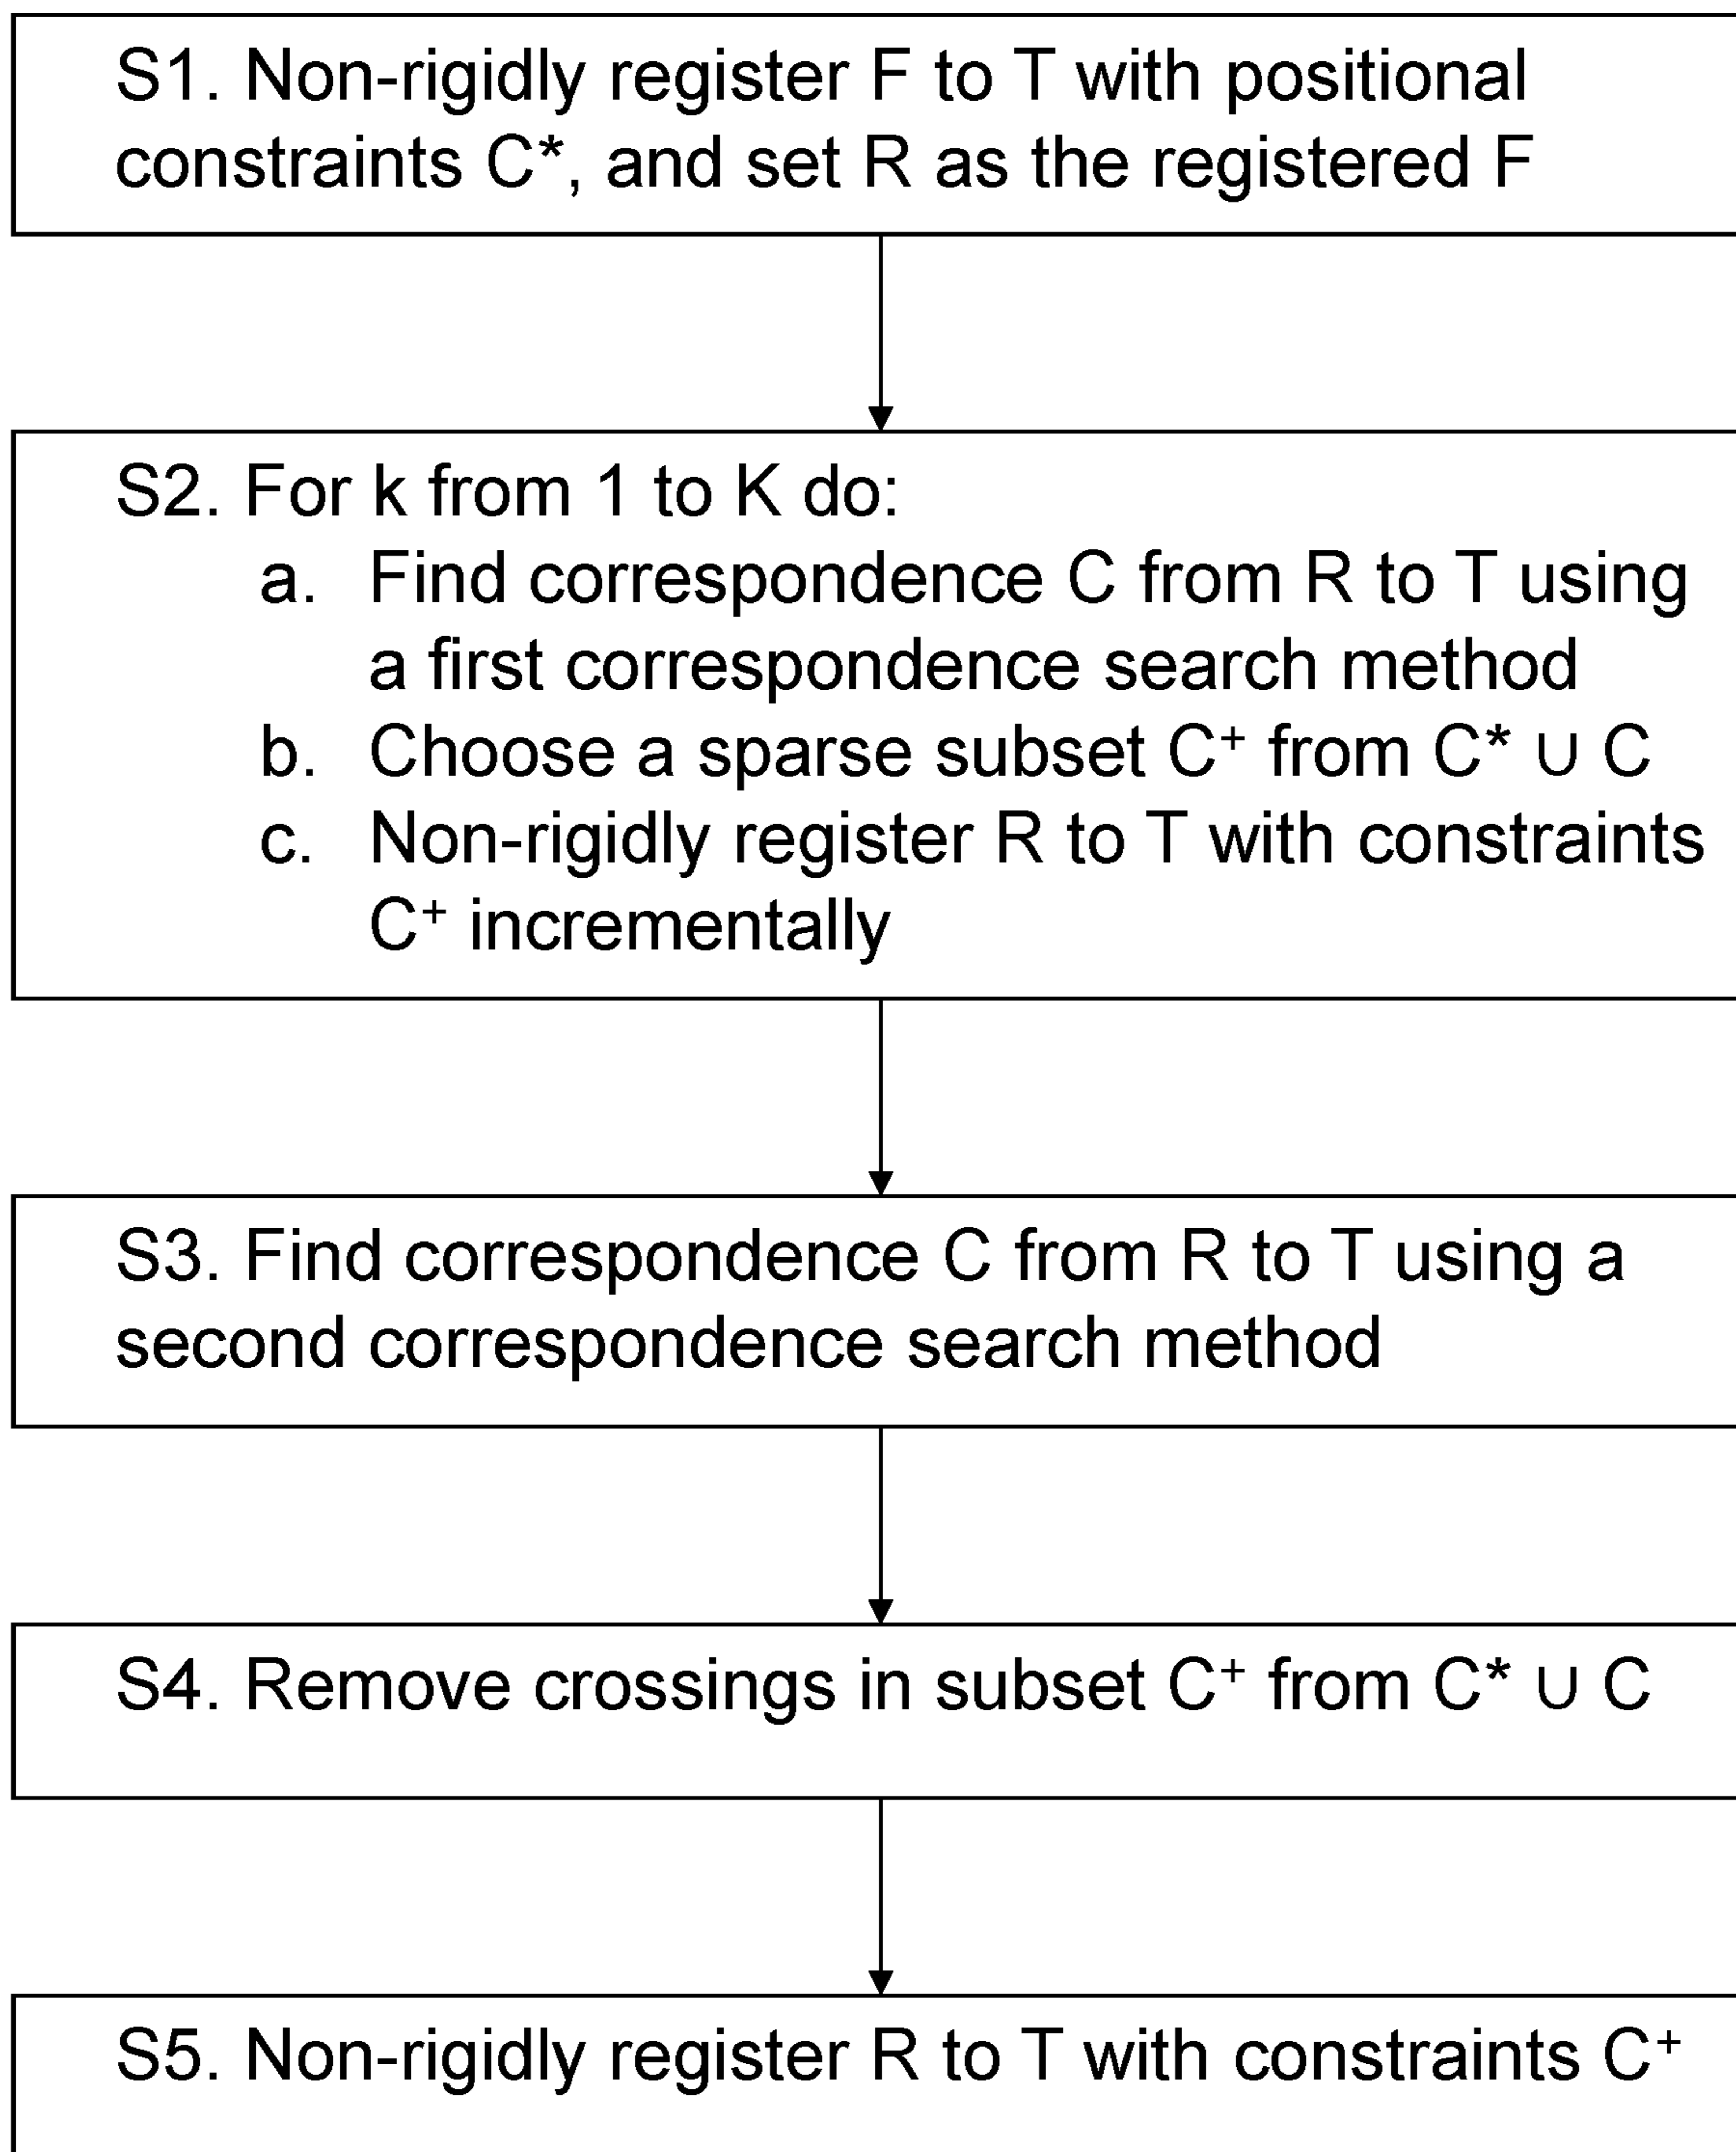 S1. Non-rigidly register F to T with positional
constraints C*, and set R as the registered F
S2. For k from 1 to K do:
a. Find correspondence C from R to T using
a first correspondence search method
b. Choose a sparse subset C⁺ from C* ∪ C
c. Non-rigidly register R to T with constraints
C⁺ incrementally
S3. Find correspondence C from R to T using a
second correspondence search method
S4. Remove crossings in subset C⁺ from C* ∪ C
S5. Non-rigidly register R to T with constraints C⁺